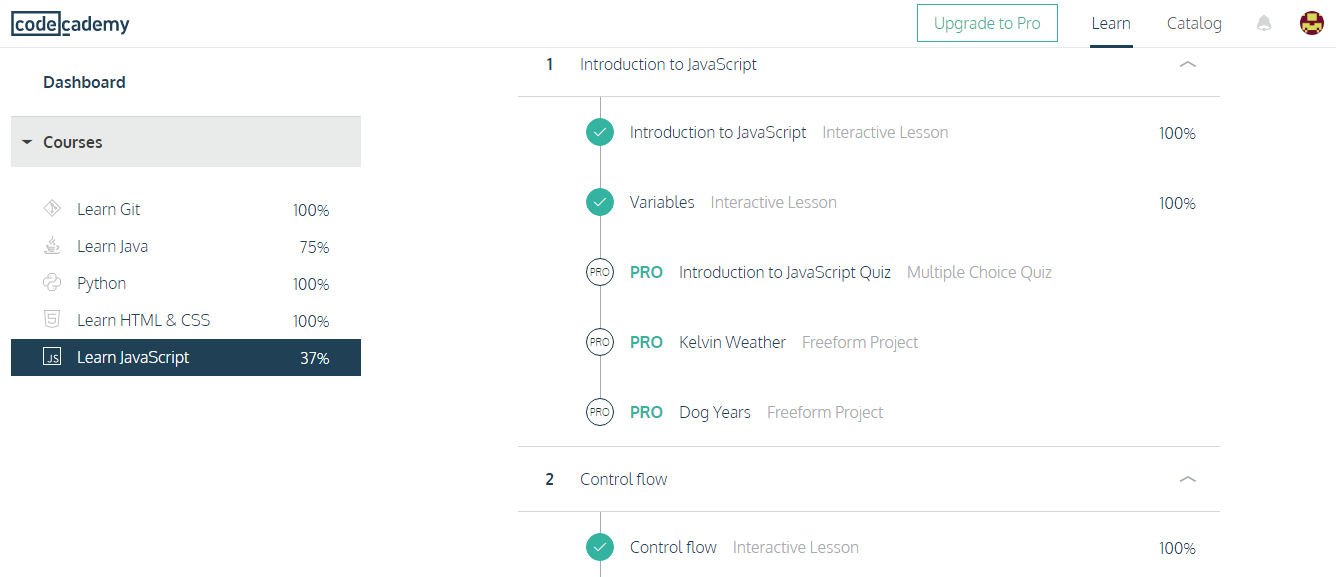 codecademy
Upgrade to Pro
Learn
Catalog
Dashboard
Courses
Learn Git 100%
Learn Java 75%
Python 100%
5 Learn HTML & CSS 100%
JS Learn JavaScript 37%
1 Introduction to JavaScript
Introduction to JavaScript Interactive Lesson 100%
Variables Interactive Lesson 100%
PRO PRO Introduction to JavaScript Quiz Multiple Choice Quiz
PRO PRO Kelvin Weather Freeform Project
PRO PRO Dog Years Freeform Project
2 Control flow
Control flow Interactive Lesson 100%